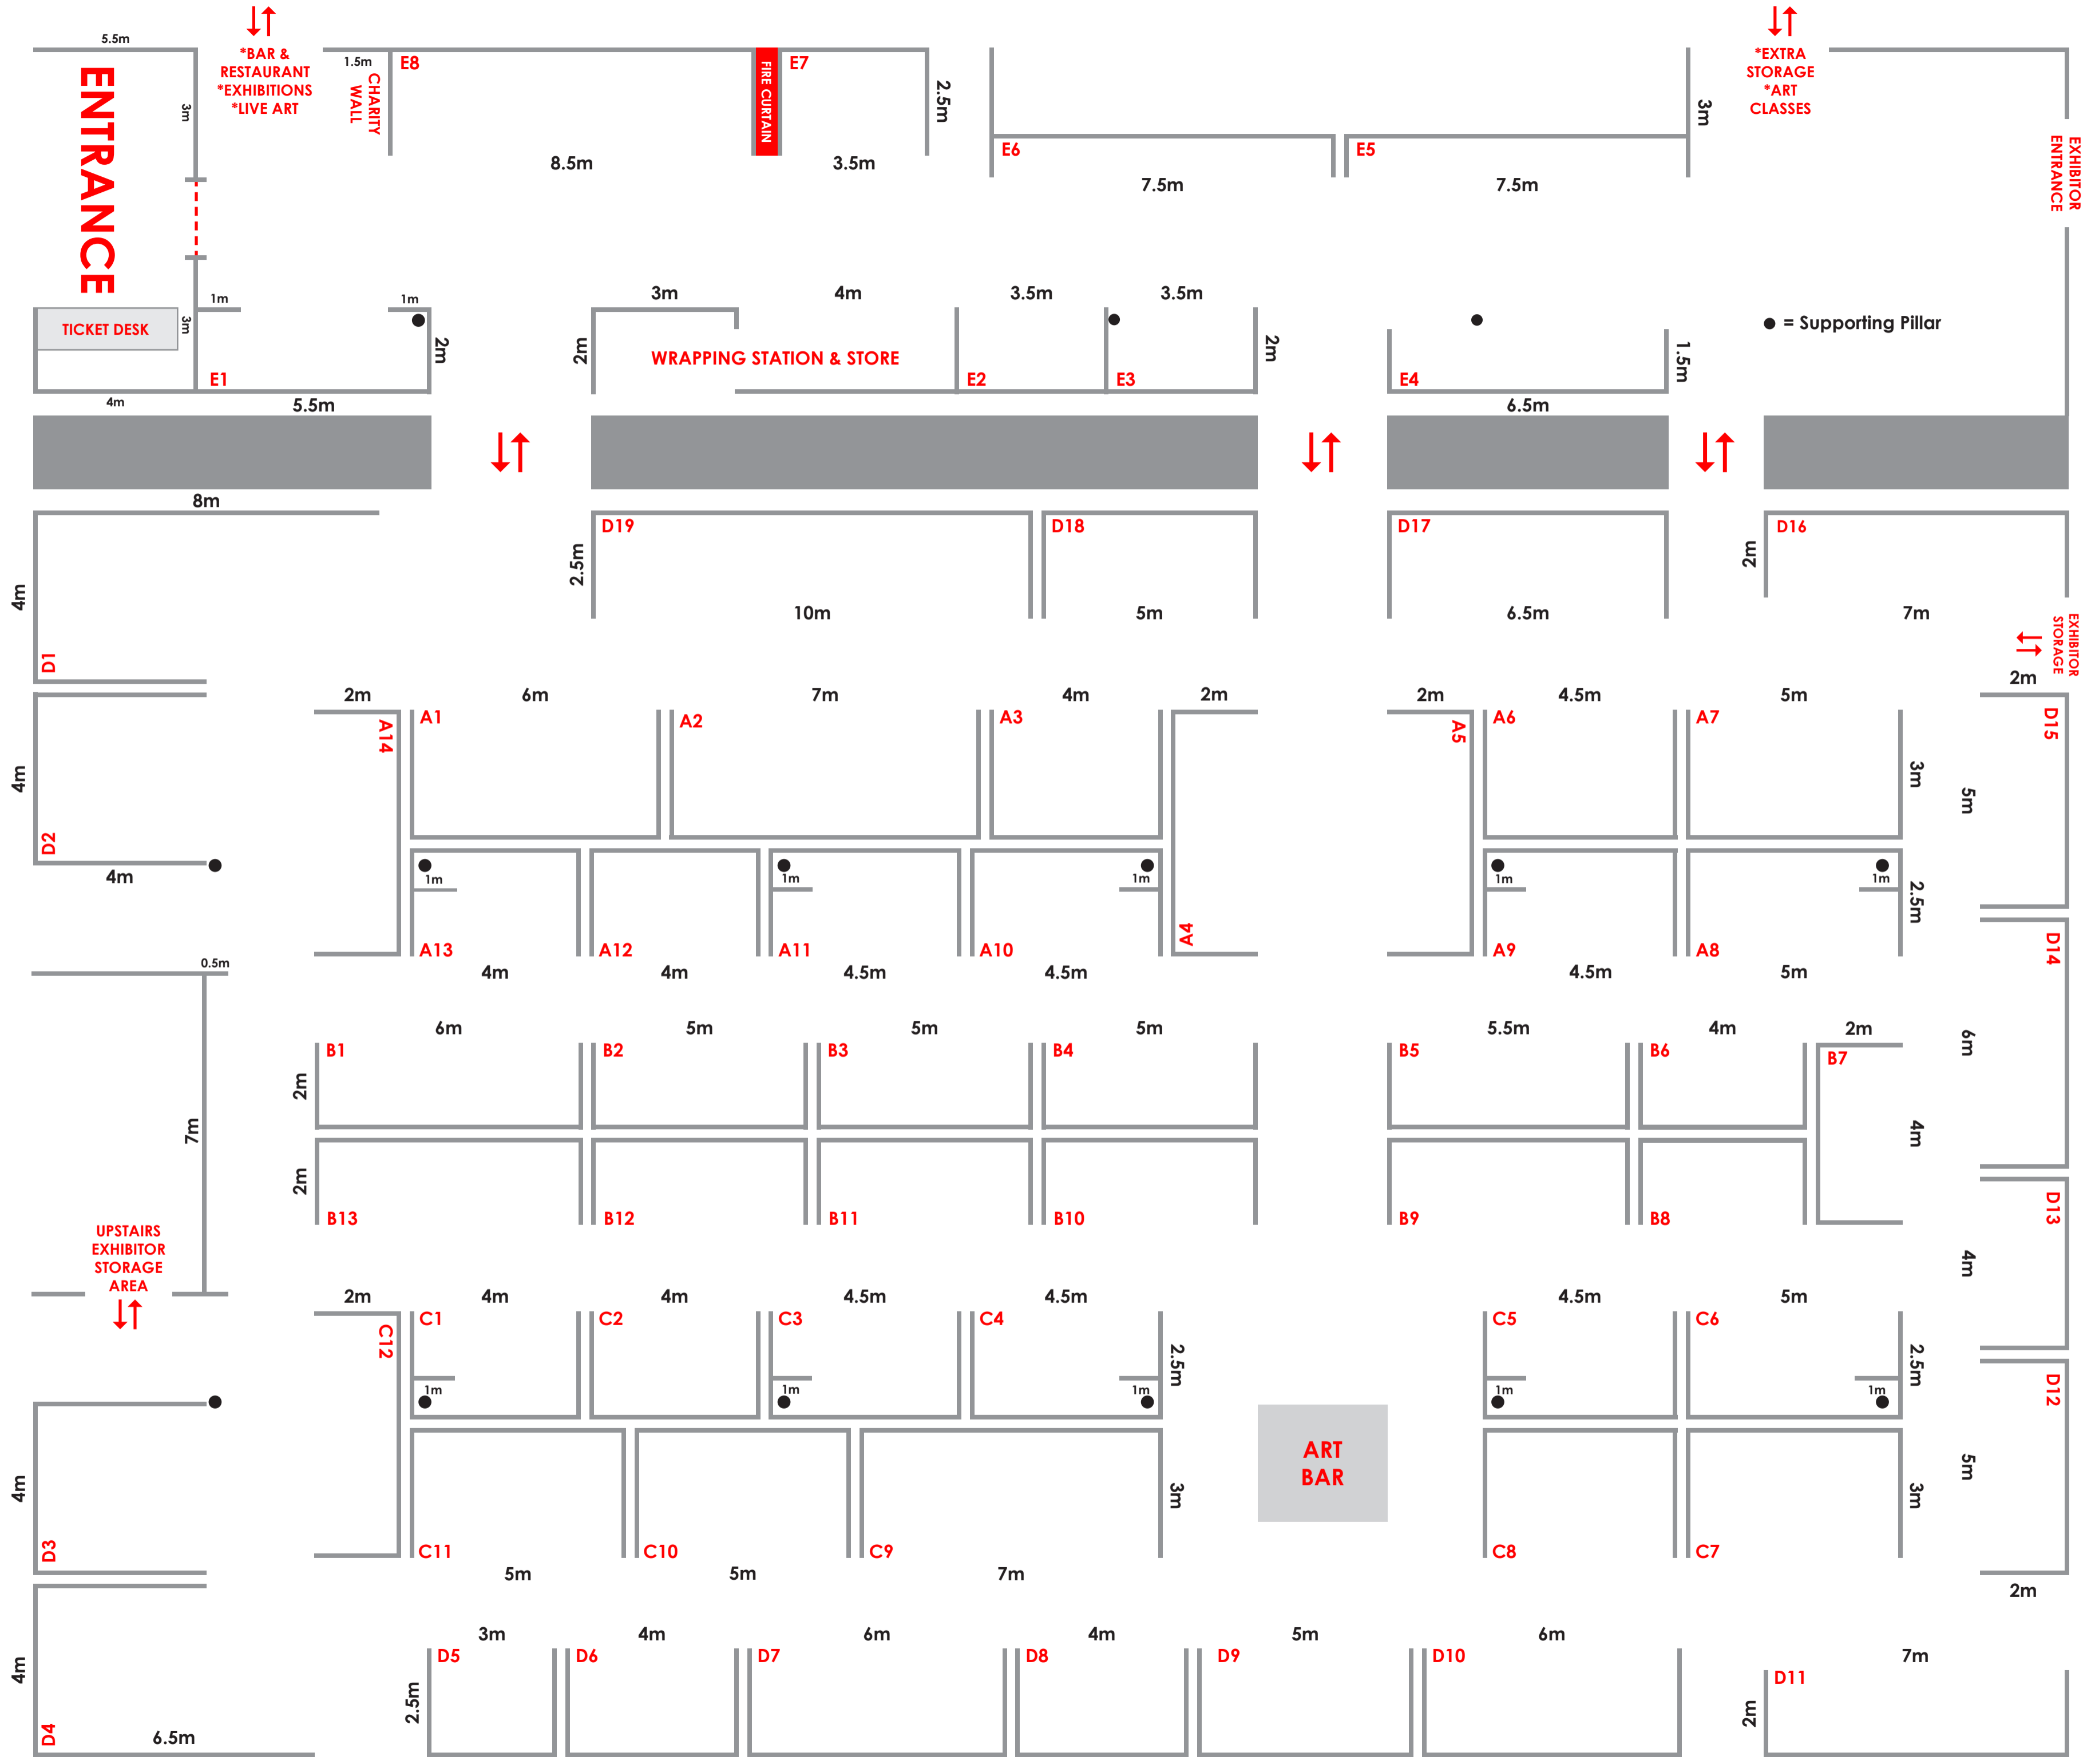 5.5m
ENTRANCE
3m
*BAR &
RESTAURANT
*EXHIBITIONS
*LIVE ART
1.5m
CHARITY
WALL
E8
8.5m
FIRE CURTAIN
E7
3.5m
2.5m
E6
7.5m
E5
7.5m
3m
*EXTRA
STORAGE
*ART
CLASSES
EXHIBITOR
ENTRANCE
TICKET DESK
3m
4m
1m
1m
E1
5.5m
2m
3m
2m
4m
WRAPPING STATION & STORE
3.5m
E2
3.5m
E3
2m
E4
6.5m
1.5m
= Supporting Pillar
8m
4m
D1
D19
2.5m
10m
D18
5m
D17
6.5m
D16
2m
7m
EXHIBITOR
STORAGE
4m
D2
4m
2m
A14
6m
A1
7m
A2
4m
A3
2m
A4
2m
A5
4.5m
A6
5m
A7
3m
2m
D15
5m
1m
A13
4m
A12
4m
1m
A11
4.5m
1m
A10
4.5m
1m
A9
4.5m
1m
A8
5m
2.5m
D14
6m
0.5m
7m
6m
B1
2m
5m
B2
5m
B3
5m
B4
5.5m
B5
4m
B6
2m
B7
4m
2m
B13
B12
B11
B10
B9
B8
D13
4m
UPSTAIRS
EXHIBITOR
STORAGE
AREA
2m
C12
4m
C1
1m
4m
C2
4.5m
C3
1m
4.5m
C4
1m
2.5m
4.5m
C5
1m
5m
C6
1m
2.5m
D12
5m
2m
4m
D3
C11
5m
C10
5m
C9
7m
3m
ART
BAR
C8
C7
3m
4m
D4
6.5m
3m
D5
2.5m
4m
D6
6m
D7
4m
D8
5m
D9
6m
D10
7m
D11
2m